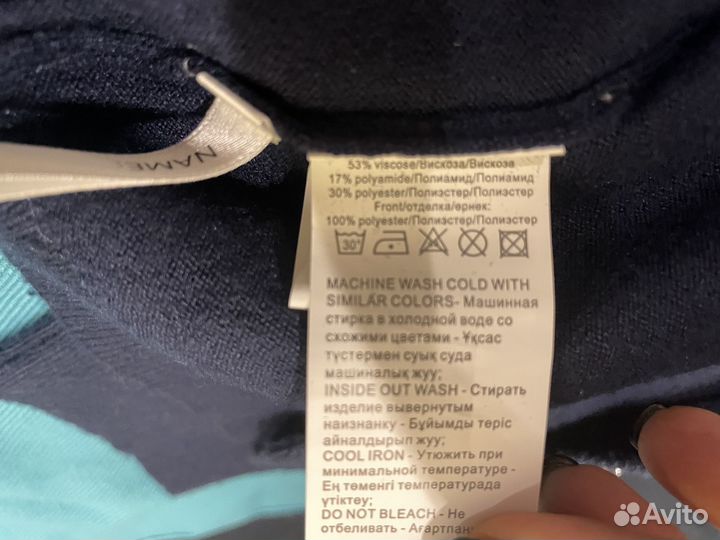 NAME
53% viscose/Вискоза/Вискоза
17% polyamide/Полиамид/Полиамид
30% polyester/Полиэстер/Полиэстер
Front/отделка/өрнек:
100% polyester/Полиэстер/Полиэстер
30°
MACHINE WASH COLD WITH
SIMILAR COLORS- Машинная
стирка в холодной воде со
схожими цветами - Ұқсас
түстермен суық суда
машиналық жуу;
INSIDE OUT WASH - Стирать
изделие вывернутым
наизнанку - Бұйымды теріс
айналдырып жуу;
COOL IRON - Утюжить при
минимальной температуре -
Ең төменгі температурада
үтіктеу;
DO NOT BLEACH - Не
отбеливать - Ағартпаң
Avito